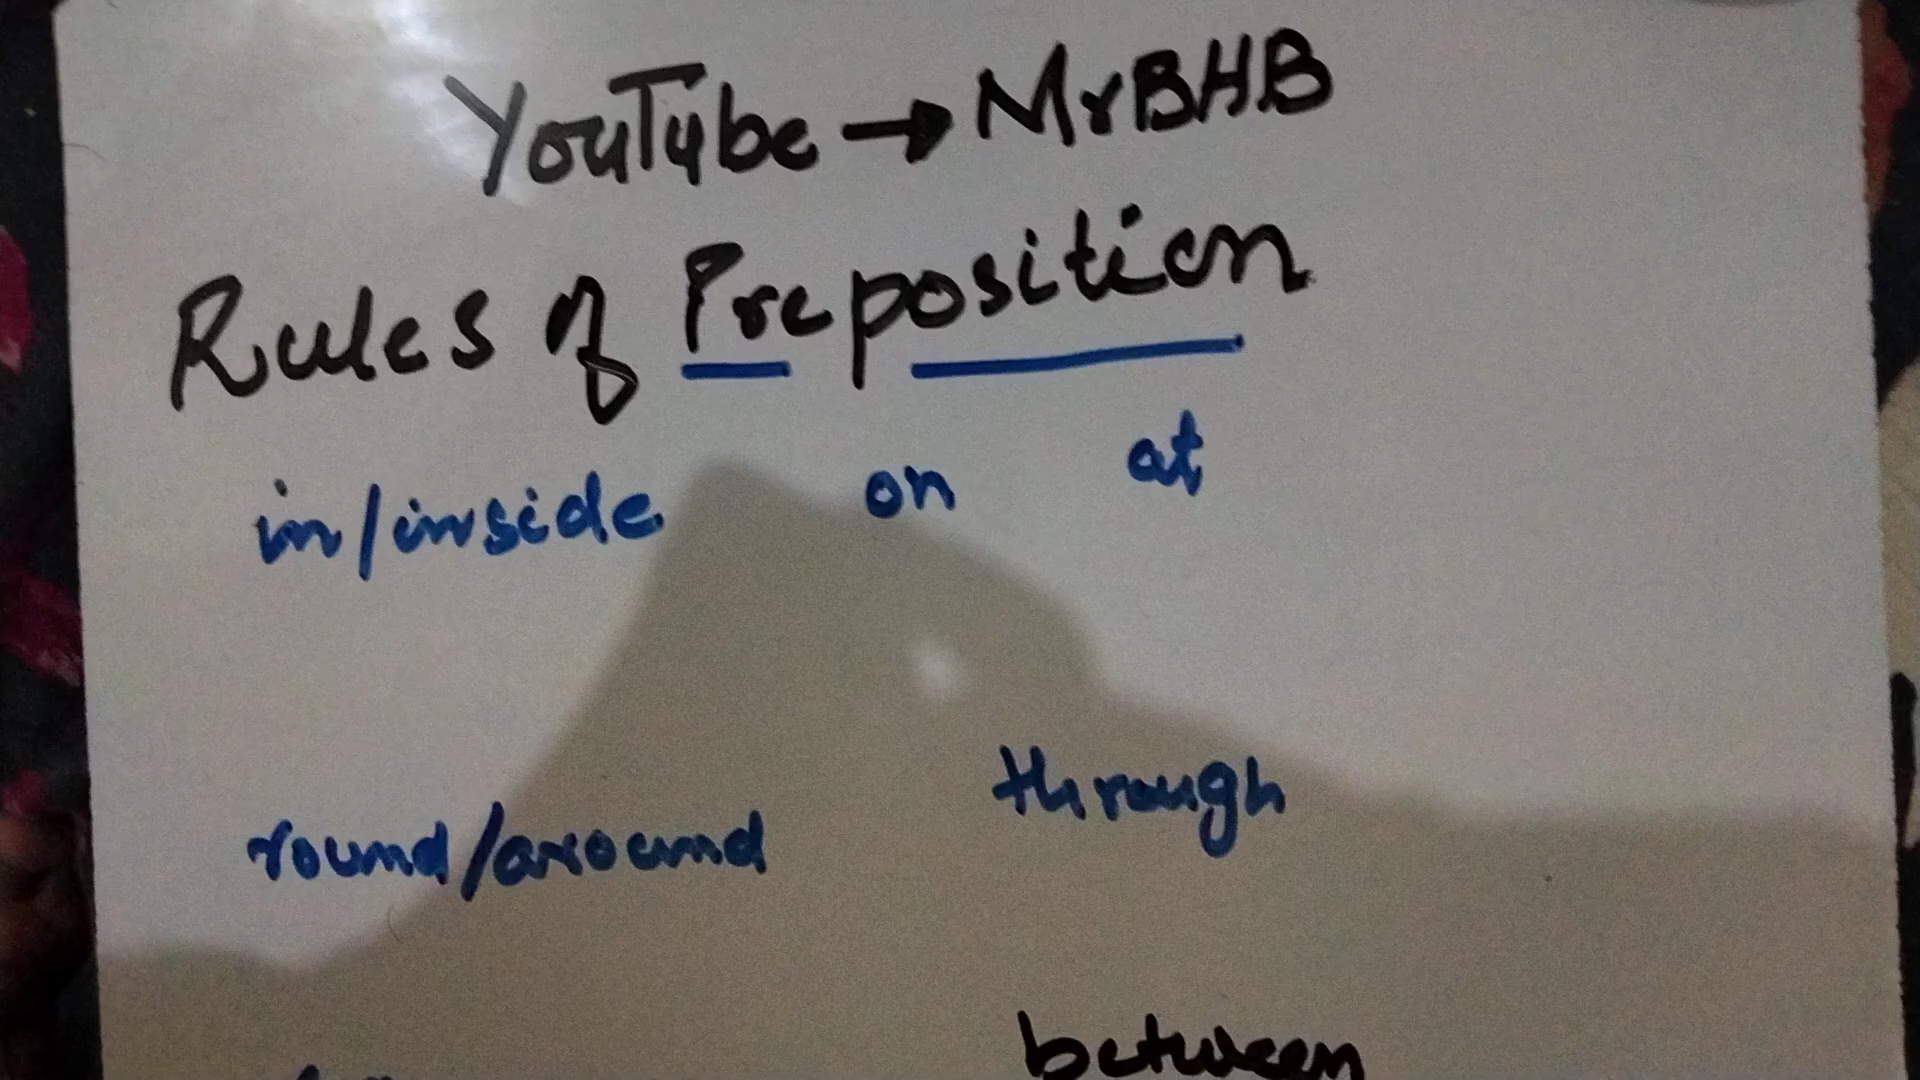 YouTube → MrBHB
Rules of Preposition
in/inside on at
round/around through
between